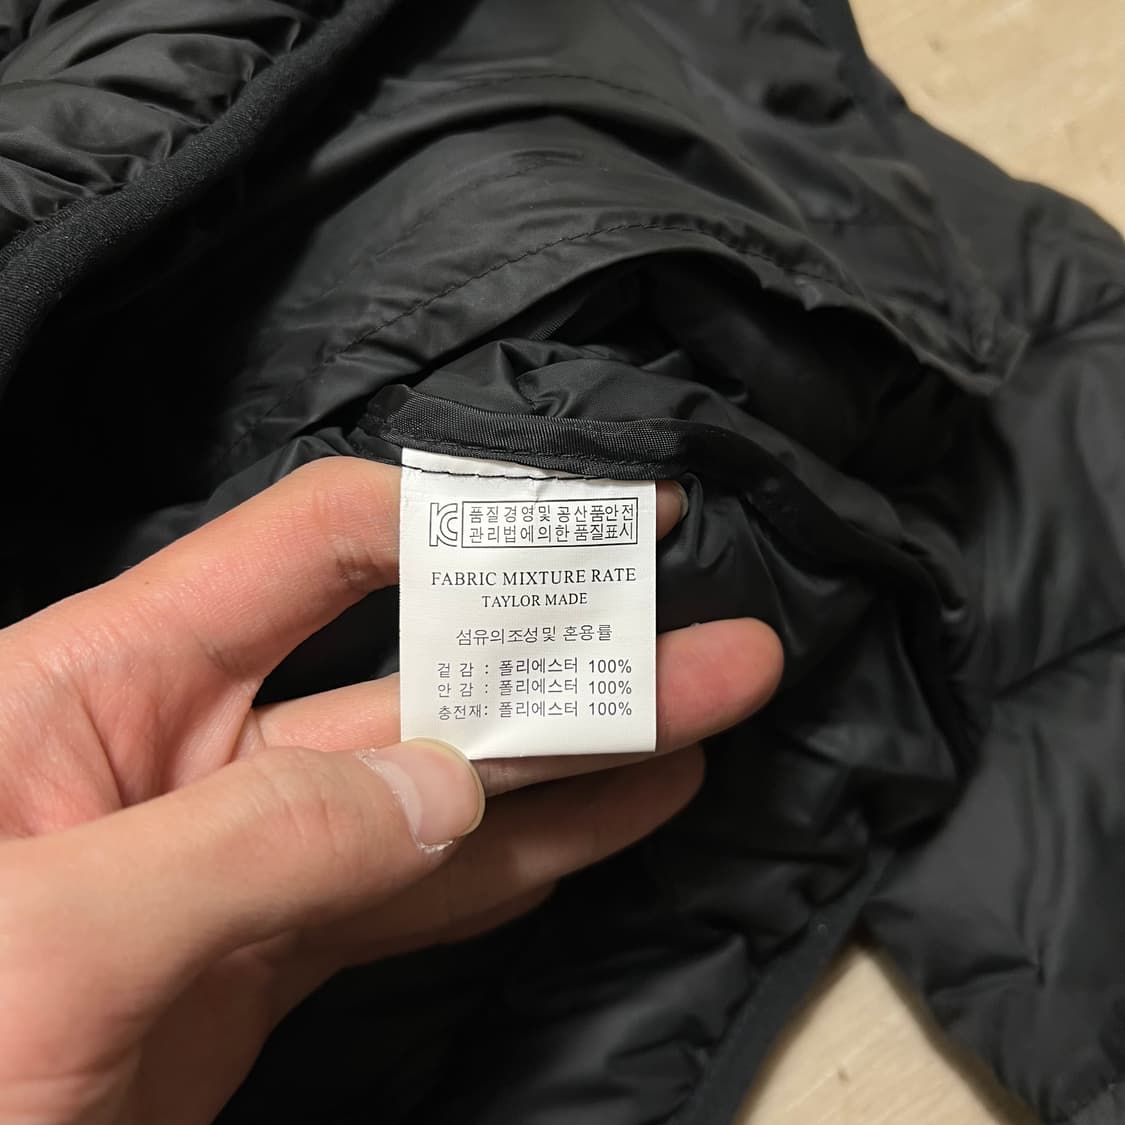 KC 품질경영및 공산품안전
관리법에의한 품질표시
FABRIC MIXTURE RATE
TAYLOR MADE
섬유의조성및 혼용률
겉 감 : 폴리에스터 100%
안 감 : 폴리에스터 100%
충전재: 폴리에스터 100%